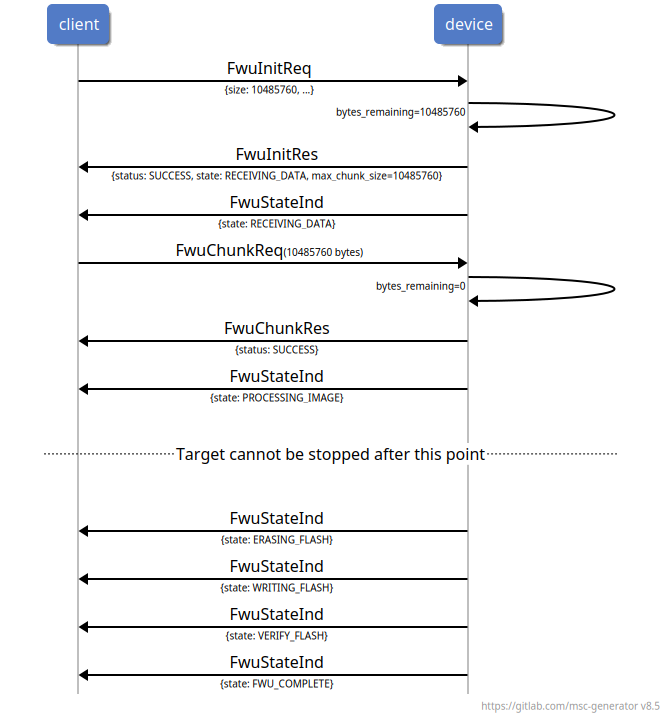 client
device
FwuInitReq
{size: 10485760, ...}
bytes_remaining=10485760
FwuInitRes
{status: SUCCESS, state: RECEIVING_DATA, max_chunk_size=10485760}
FwuStateInd
{state: RECEIVING_DATA}
FwuChunkReq(10485760 bytes)
bytes_remaining=0
FwuChunkRes
{status: SUCCESS}
FwuStateInd
{state: PROCESSING_IMAGE}
Target cannot be stopped after this point
FwuStateInd
{state: ERASING_FLASH}
FwuStateInd
{state: WRITING_FLASH}
FwuStateInd
{state: VERIFY_FLASH}
FwuStateInd
{state: FWU_COMPLETE}
https://gitlab.com/msc-generator v8.5